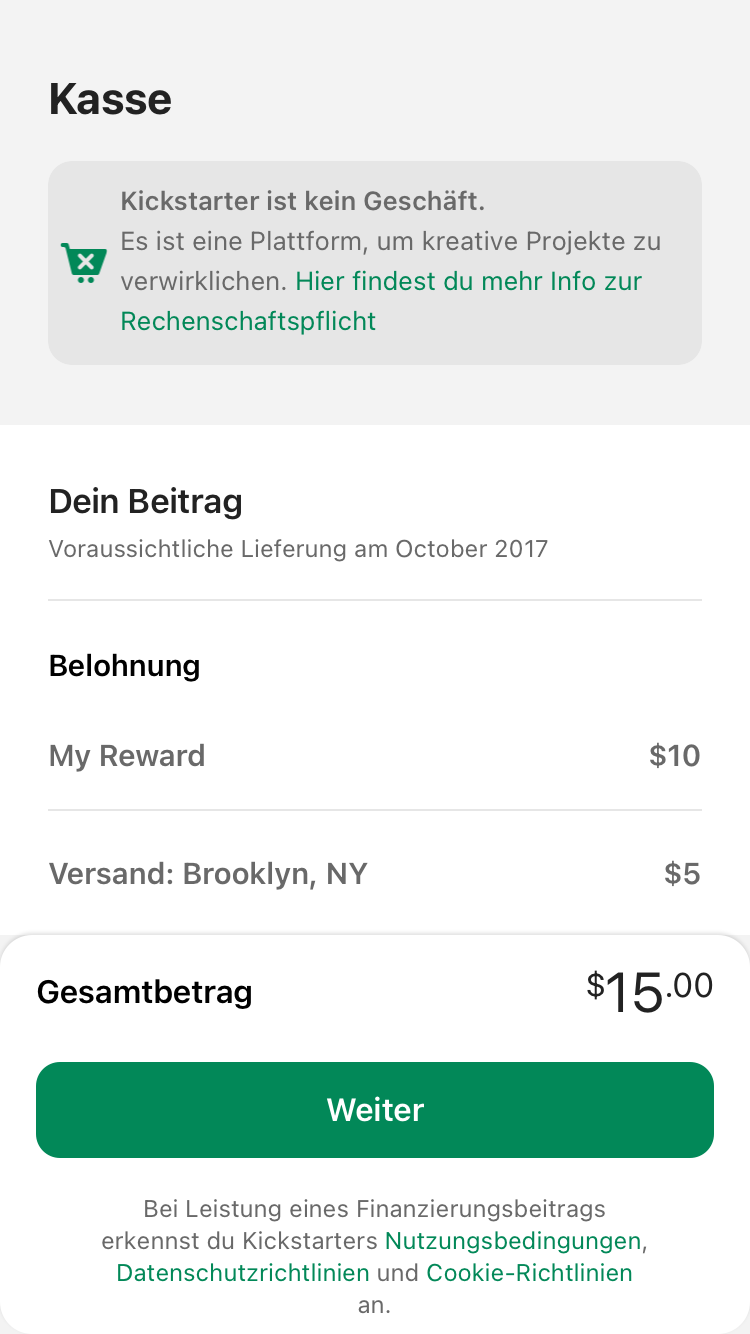 Kasse
Kickstarter ist kein Geschäft.
Es ist eine Plattform, um kreative Projekte zu
verwirklichen. Hier findest du mehr Info zur
Rechenschaftspflicht
Dein Beitrag
Voraussichtliche Lieferung am October 2017
Belohnung
My Reward $10
Versand: Brooklyn, NY $5
Gesamtbetrag $15.00
Weiter
Bei Leistung eines Finanzierungsbeitrags
erkennst du Kickstarters Nutzungsbedingungen,
Datenschutzrichtlinien und Cookie-Richtlinien
an.